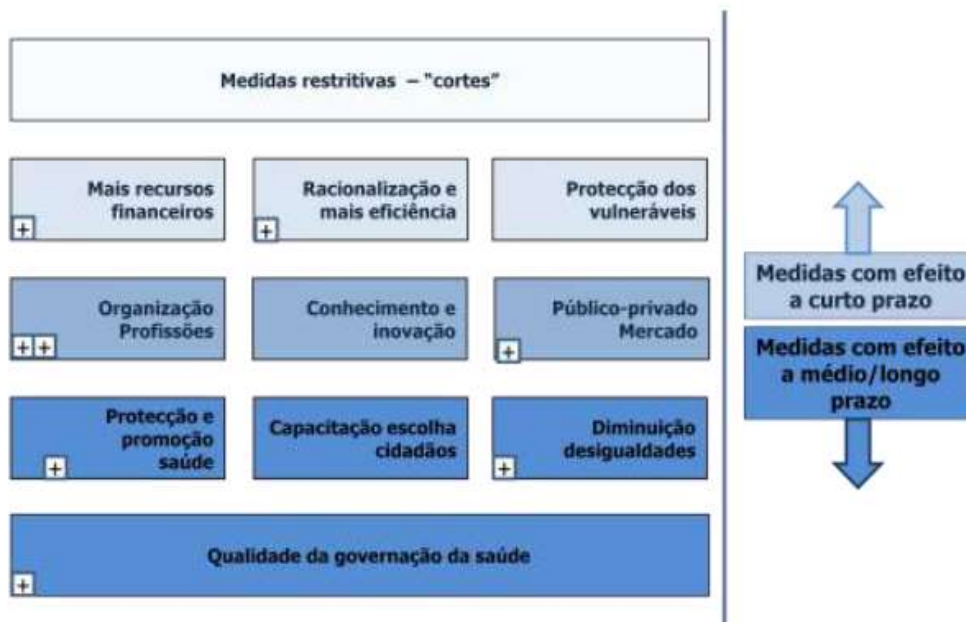 Medidas restritivas – "cortes"
Mais recursos
financeiros
+
Racionalização e
mais eficiência
+
Protecção dos
vulneráveis
Organização
Profissões
++
Conhecimento e
inovação
Público-privado
Mercado
+
Protecção e
promoção
saúde
+
Capacitação escolha
cidadãos
Diminuição
desigualdades
+
Qualidade da governação da saúde
+
Medidas com efeito
a curto prazo
Medidas com efeito
a médio/longo
prazo